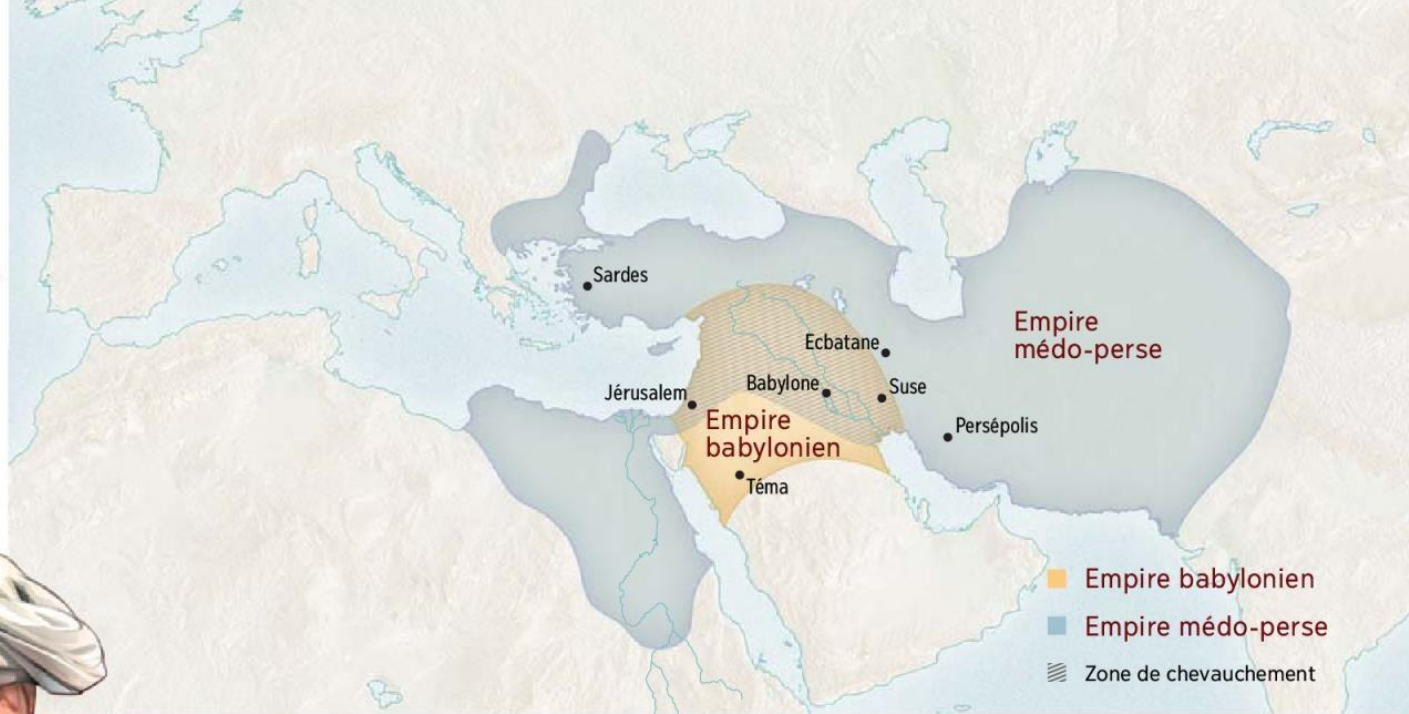 Sardes
Empire
médo-perse
Ecbatane
Babylone
Suse
Jérusalem
Empire
babylonien
Persépolis
Téma
Empire babylonien
Empire médo-perse
Zone de chevauchement